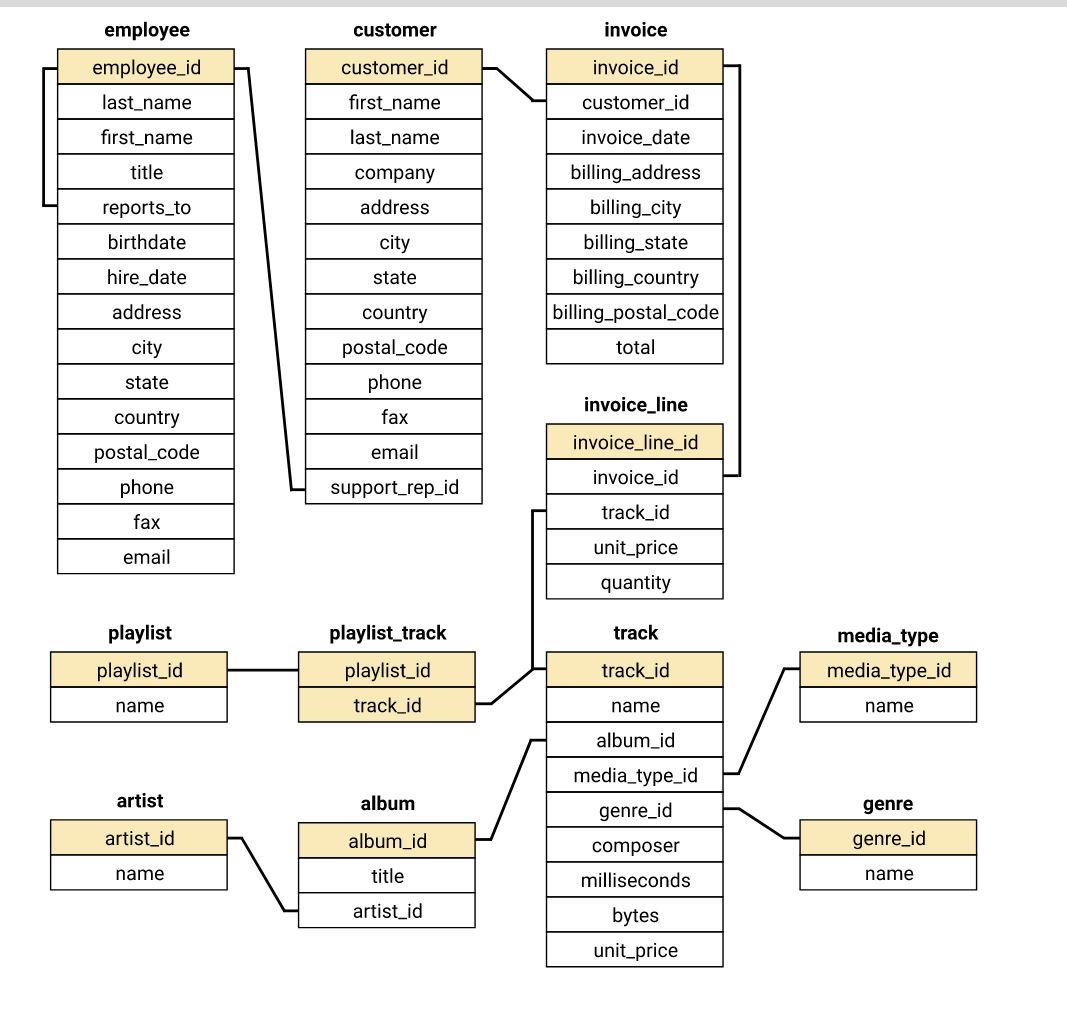 employee
employee_id
last_name
first_name
title
reports_to
birthdate
hire_date
address
city
state
country
postal_code
phone
fax
email
customer
customer_id
first_name
last_name
company
address
city
state
country
postal_code
phone
fax
email
support_rep_id
invoice
invoice_id
customer_id
invoice_date
billing_address
billing_city
billing_state
billing_country
billing_postal_code
total
invoice_line
invoice_line_id
invoice_id
track_id
unit_price
quantity
playlist
playlist_id
name
playlist_track
playlist_id
track_id
track
track_id
name
album_id
media_type_id
genre_id
composer
milliseconds
bytes
unit_price
media_type
media_type_id
name
artist
artist_id
name
album
album_id
title
artist_id
genre
genre_id
name